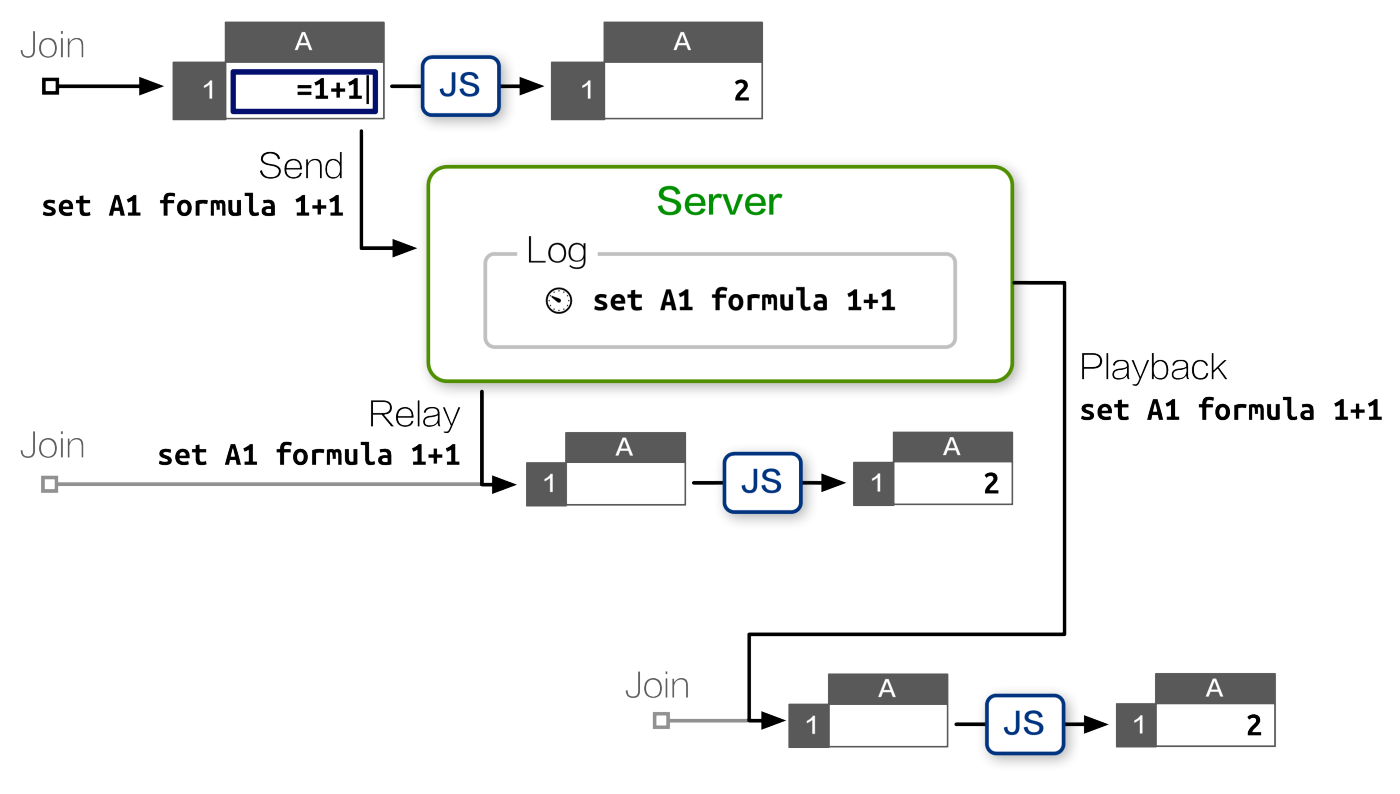 Join
A
1
=1+1
JS
A
1
2
Send
set A1 formula 1+1
Server
Log
set A1 formula 1+1
Playback
set A1 formula 1+1
Relay
set A1 formula 1+1
Join
A
1
JS
A
1
2
Join
A
1
JS
A
1
2